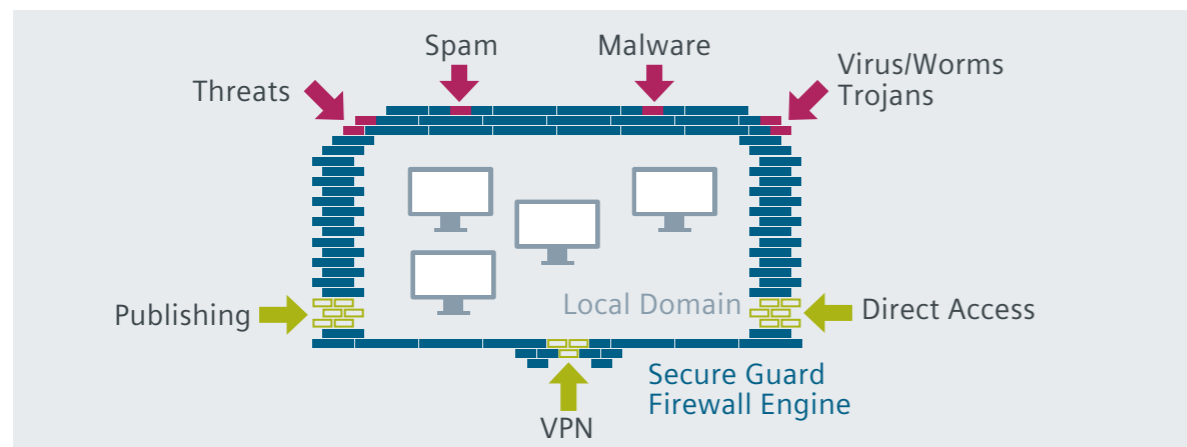 Spam
Malware
Threats
Virus/Worms
Trojans
Publishing
Local Domain
Direct Access
Secure Guard
Firewall Engine
VPN